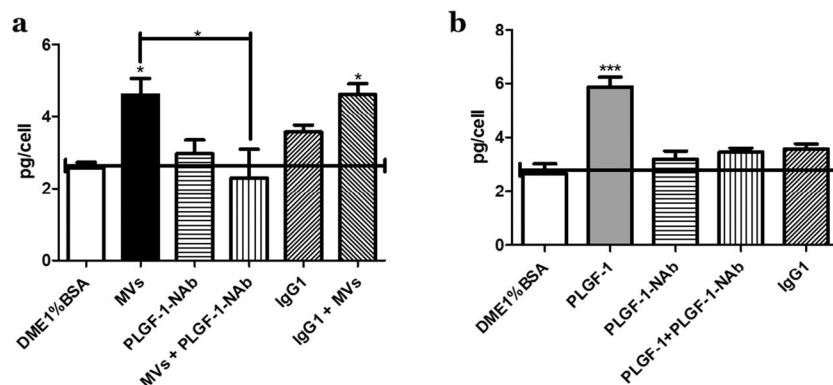 a
b
*
pg/cell
6
4
2
0
*
*
DME1%BSA
MVs
PLGF-1-NAb
MVs + PLGF-1-NAb
IgG1
IgG1 + MVs
pg/cell
8
6
4
2
0
***
DME1%BSA
PLGF-1
PLGF-1-NAb
PLGF-1+PLGF-1-NAb
IgG1